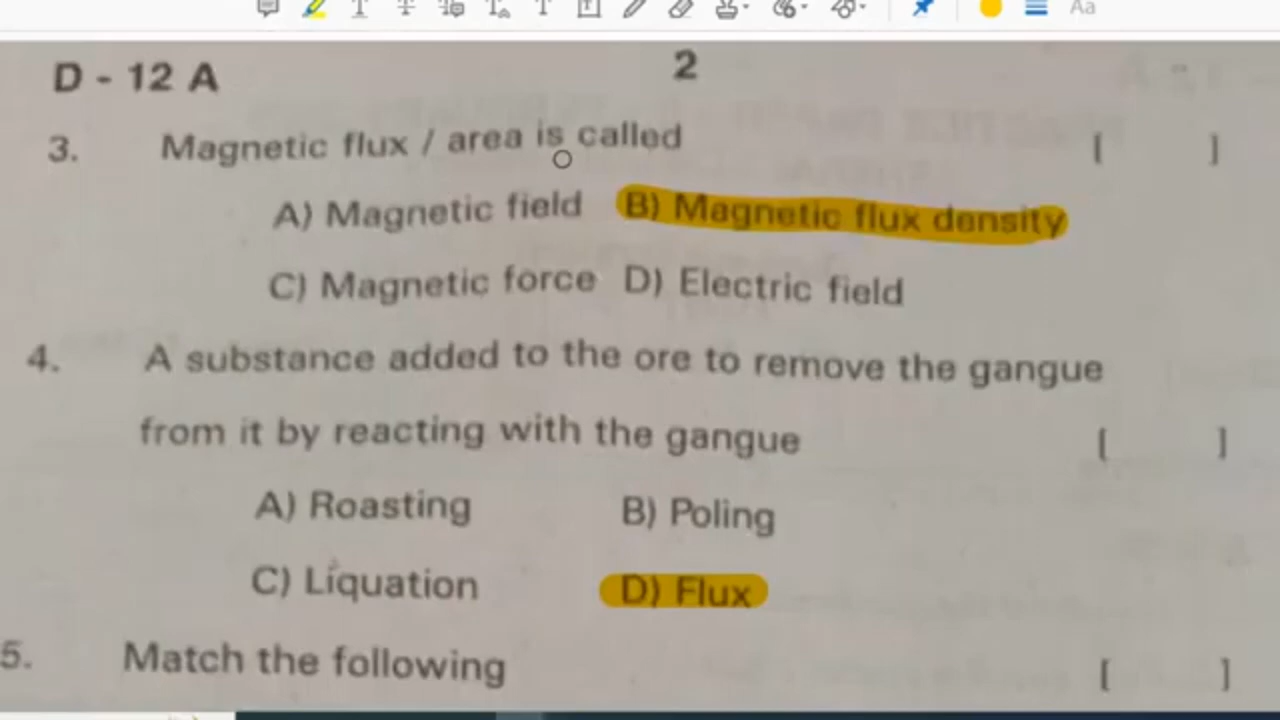 D - 12 A 2
3. Magnetic flux / area is called [ ]
A) Magnetic field B) Magnetic flux density
C) Magnetic force D) Electric field
4. A substance added to the ore to remove the gangue
from it by reacting with the gangue [ ]
A) Roasting B) Poling
C) Liquation D) Flux
5. Match the following [ ]